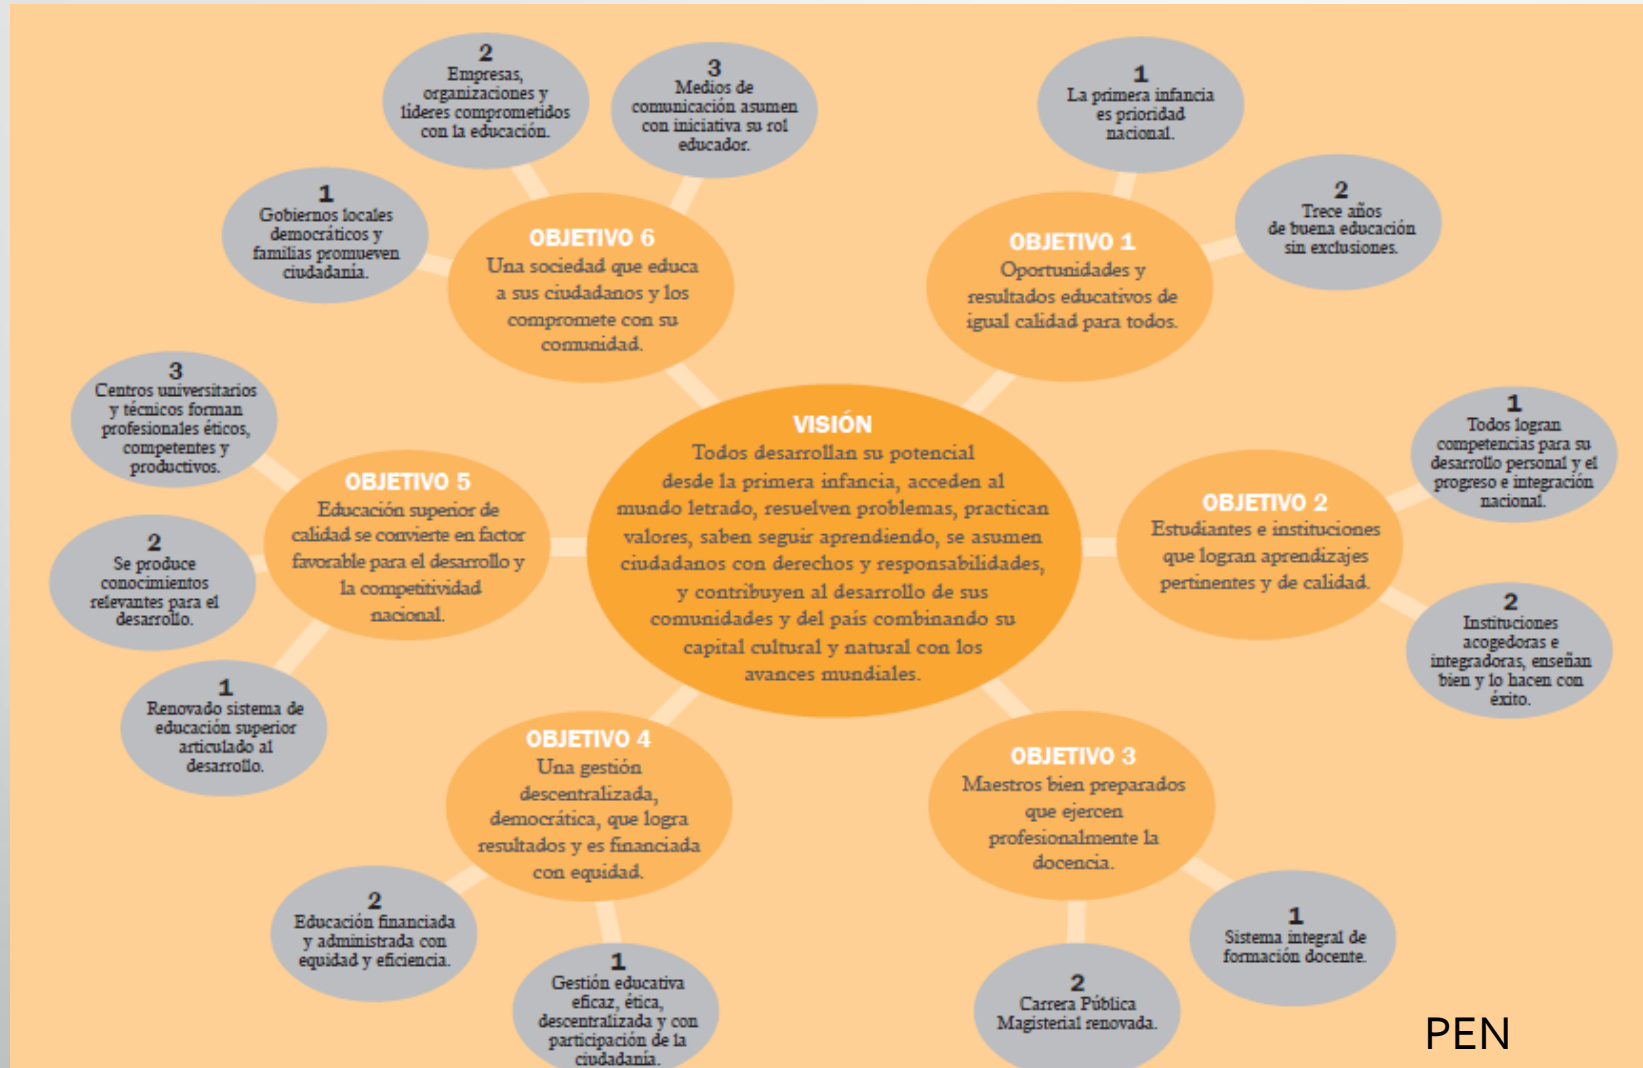 VISIÓN
Todos desarrollan su potencial
desde la primera infancia, acceden al
mundo letrado, resuelven problemas, practican
valores, saben seguir aprendiendo, se asumen
ciudadanos con derechos y responsabilidades,
y contribuyen al desarrollo de sus
comunidades y del país combinando su
capital cultural y natural con los
avances mundiales.
OBJETIVO 1
Oportunidades y
resultados educativos de
igual calidad para todos.
1
La primera infancia
es prioridad
nacional.
2
Trece años
de buena educación
sin exclusiones.
OBJETIVO 2
Estudiantes e instituciones
que logran aprendizajes
pertinentes y de calidad.
1
Todos logran
competencias para su
desarrollo personal y el
progreso e integración
nacional.
2
Instituciones
acogedoras e
integradoras, enseñan
bien y lo hacen con
éxito.
OBJETIVO 3
Maestros bien preparados
que ejercen
profesionalmente la
docencia.
1
Sistema integral de
formación docente.
2
Carrera Pública
Magisterial renovada.
OBJETIVO 4
Una gestión
descentralizada,
democrática, que logra
resultados y es financiada
con equidad.
1
Gestión educativa
eficaz, ética,
descentralizada y con
participación de la
ciudadanía.
2
Educación financiada
y administrada con
equidad y eficiencia.
OBJETIVO 5
Educación superior de
calidad se convierte en factor
favorable para el desarrollo y
la competitividad
nacional.
1
Renovado sistema de
educación superior
articulado al
desarrollo.
2
Se produce
conocimientos
relevantes para el
desarrollo.
3
Centros universitarios
y técnicos forman
profesionales éticos,
competentes y
productivos.
OBJETIVO 6
Una sociedad que educa
a sus ciudadanos y los
compromete con su
comunidad.
1
Gobiernos locales
democráticos y
familias promueven
ciudadanía.
2
Empresas,
organizaciones y
líderes comprometidos
con la educación.
3
Medios de
comunicación asumen
con iniciativa su rol
educador.
PEN